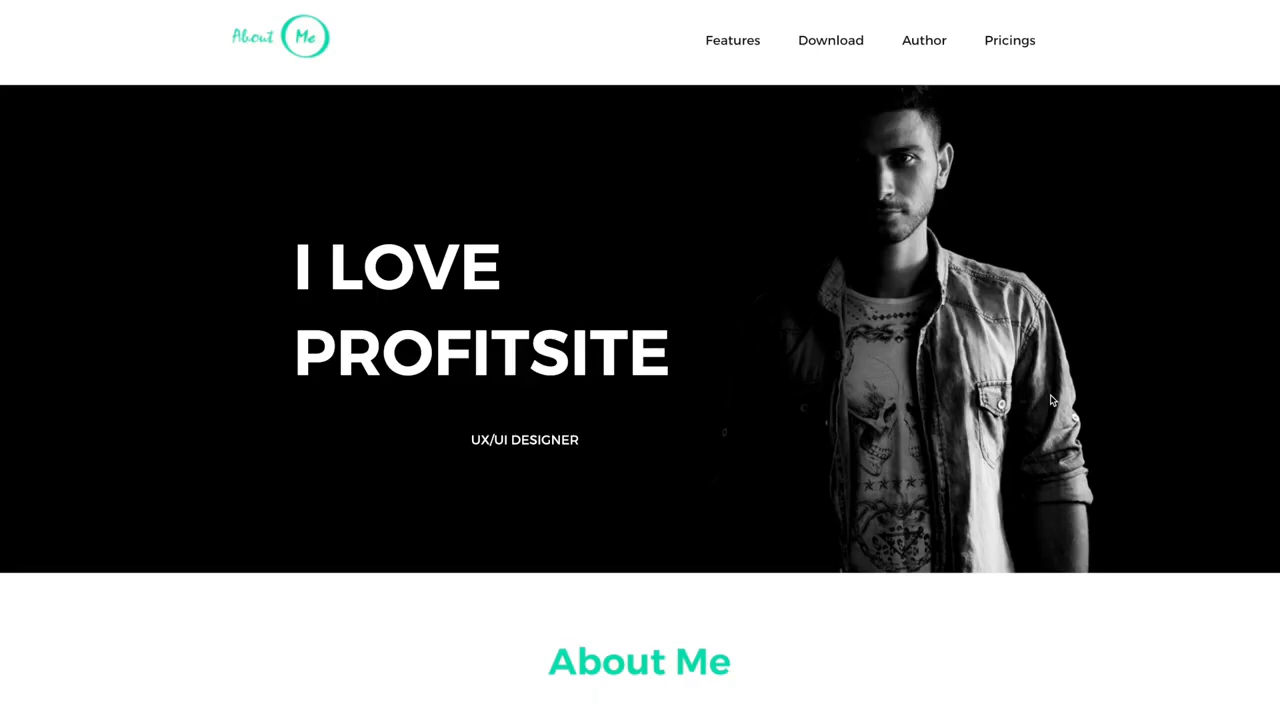 About Me
Features Download Author Pricings
I LOVE
PROFITSITE
UX/UI DESIGNER
About Me